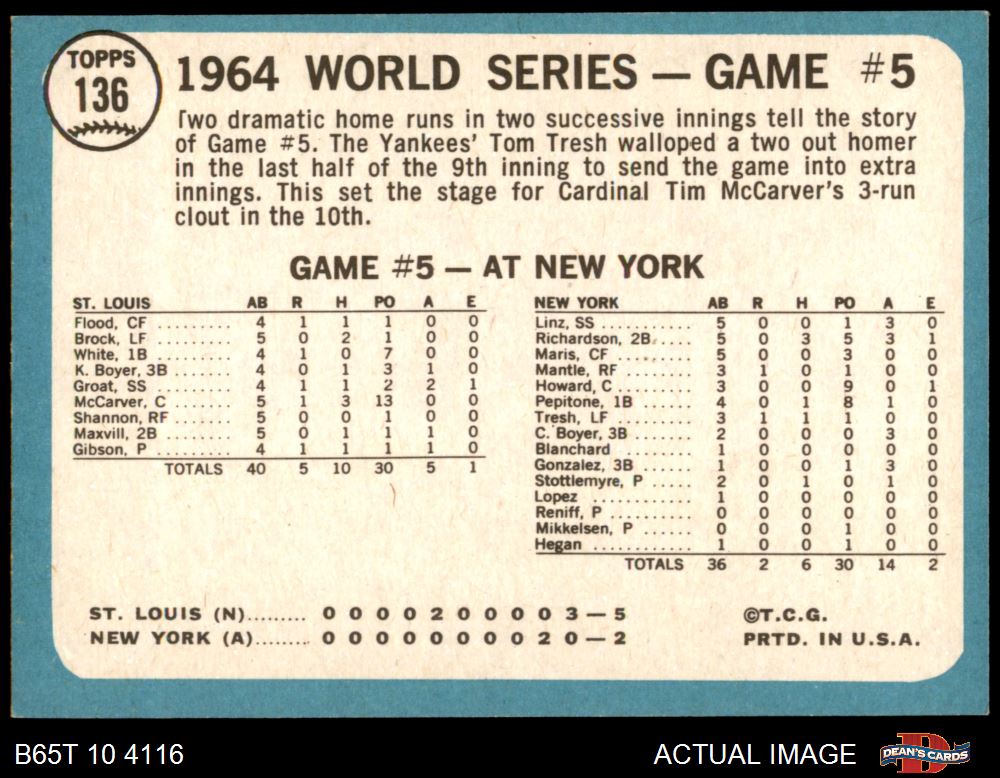 TOPPS
136
1964 WORLD SERIES — GAME #5
Two dramatic home runs in two successive innings tell the story
of Game #5. The Yankees' Tom Tresh walloped a two out homer
in the last half of the 9th inning to send the game into extra
innings. This set the stage for Cardinal Tim McCarver's 3-run
clout in the 10th.
GAME #5 — AT NEW YORK
ST. LOUIS AB R H PO A E
Flood, CF ......... 4 1 1 1 0 0
Brock, LF ......... 5 0 2 1 0 0
White, 1B ......... 4 1 0 7 0 0
K. Boyer, 3B ....... 4 0 1 3 1 0
Groat, SS ......... 4 1 1 2 2 1
McCarver, C ....... 5 1 3 13 0 0
Shannon, RF ....... 5 0 0 1 0 0
Maxvill, 2B ........ 5 0 1 1 1 0
Gibson, P ......... 4 1 1 1 1 0
TOTALS 40 5 10 30 5 1
NEW YORK AB R H PO A E
Linz, SS ........... 5 0 0 1 3 0
Richardson, 2B ..... 5 0 3 5 3 1
Maris, CF .......... 5 0 0 3 0 0
Mantle, RF ......... 3 1 0 1 0 0
Howard, C .......... 3 0 0 9 0 1
Pepitone, 1B ....... 4 0 1 8 1 0
Tresh, LF .......... 3 1 1 1 0 0
C. Boyer, 3B ....... 2 0 0 0 3 0
Blanchard ......... 1 0 0 0 0 0
Gonzalez, 3B ....... 1 0 0 1 3 0
Stottlemyre, P ..... 2 0 1 0 1 0
Lopez ............ 1 0 0 0 0 0
Reniff, P .......... 0 0 0 0 0 0
Mikkelsen, P ....... 0 0 0 1 0 0
Hegan ............ 1 0 0 1 0 0
TOTALS 36 2 6 30 14 2
ST. LOUIS (N)......... 0 0 0 0 2 0 0 0 0 3 — 5
NEW YORK (A)........ 0 0 0 0 0 0 0 0 2 0 — 2
©T.C.G.
PRTD. IN U.S.A.
B65T 10 4116
ACTUAL IMAGE
D
DEAN'S CARDS